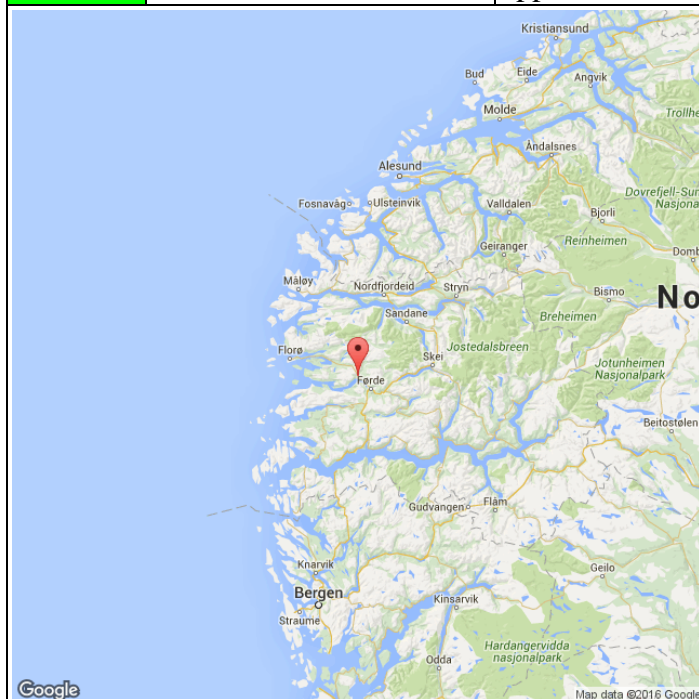 Kristiansund
Bud
Eide
Angvik
Molde
Trollhe
Åndalsnes
Alesund
Dovrefjell-Sun
Nasjona
Fosnavåg
Ulsteinvik
Valldalen
Bjorli
Geiranger
Reinheimen
Domb
Måløy
Nordfjordeid
Stryn
Bismo
No
Sandane
Breheimen
Florø
Skei
Jostedalsbreen
Jotunheimen
Nasjonalpark
Førde
Beitostølen
Gudvangen
Flåm
Knarvik
Geilo
Bergen
Kinsarvik
Straume
Hardangervidda
nasjonalpark
Odda
Google
Map data ©2016 Google